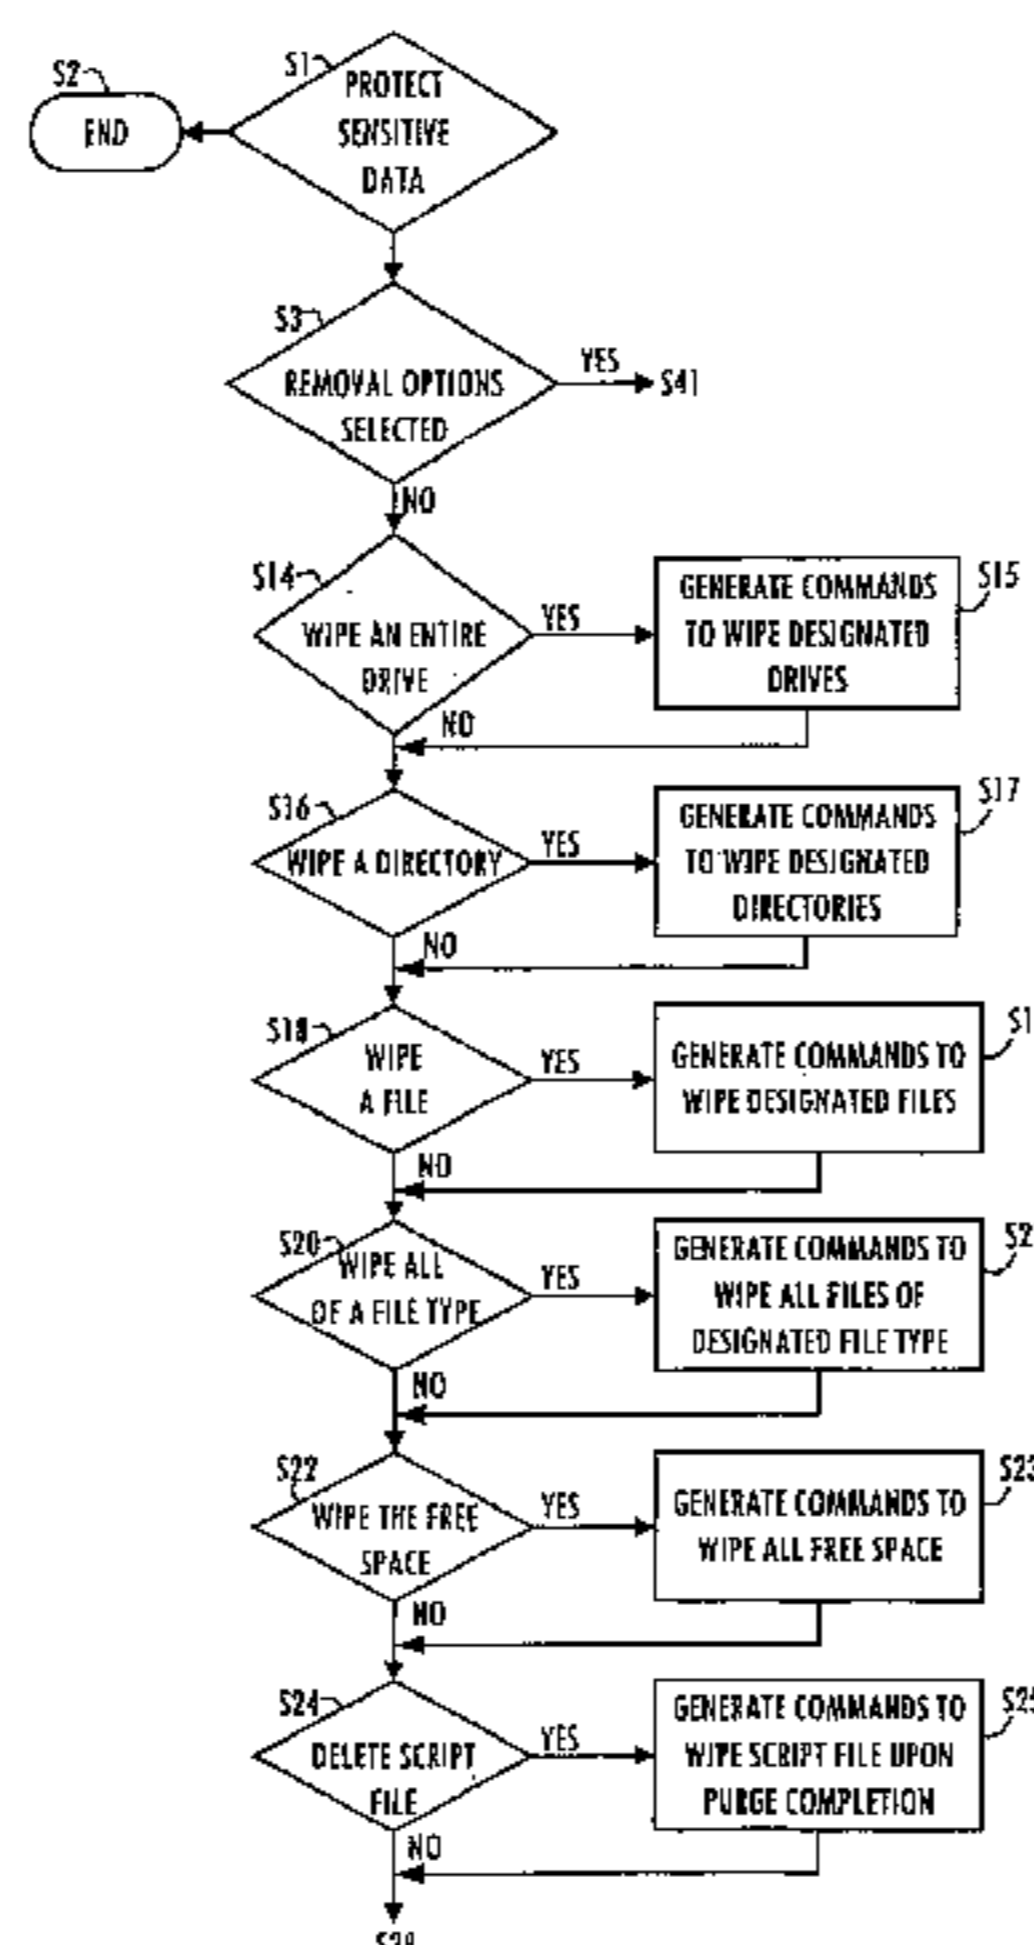 S1
PROTECT
SENSITIVE
DATA
S2
END
S3
REMOVAL OPTIONS
SELECTED
YES
S41
NO
S14
WIPE AN ENTIRE
DRIVE
YES
GENERATE COMMANDS
TO WIPE DESIGNATED
DRIVES
S15
NO
S16
WIPE A DIRECTORY
YES
GENERATE COMMANDS
TO WIPE DESIGNATED
DIRECTORIES
S17
NO
S18
WIPE
A FILE
YES
GENERATE COMMANDS TO
WIPE DESIGNATED FILES
S1
NO
S20
WIPE ALL
OF A FILE TYPE
YES
GENERATE COMMANDS TO
WIPE ALL FILES OF
DESIGNATED FILE TYPE
S2
NO
S22
WIPE THE FREE
SPACE
YES
GENERATE COMMANDS TO
WIPE ALL FREE SPACE
S23
NO
S24
DELETE SCRIPT
FILE
YES
GENERATE COMMANDS TO
WIPE SCRIPT FILE UPON
PURGE COMPLETION
S25
NO